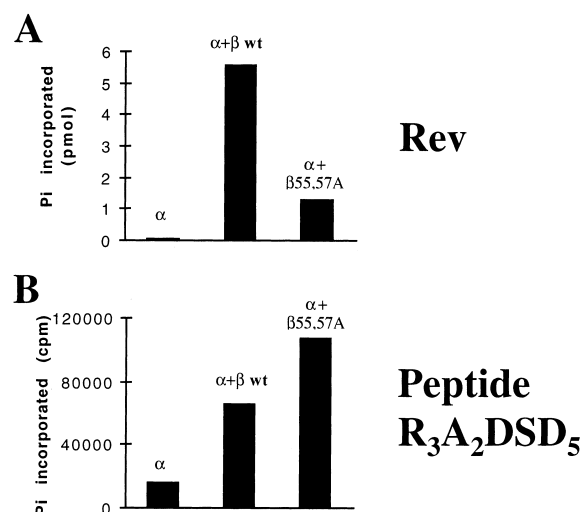 A
Pi incorporated
(pmol)
6
5
4
3
2
1
0
α
α+β wt
α+
β55,57A
Rev
B
Pi incorporated (cpm)
120000
80000
40000
0
α
α+β wt
α+
β55,57A
Peptide
R₃A₂DSD₅